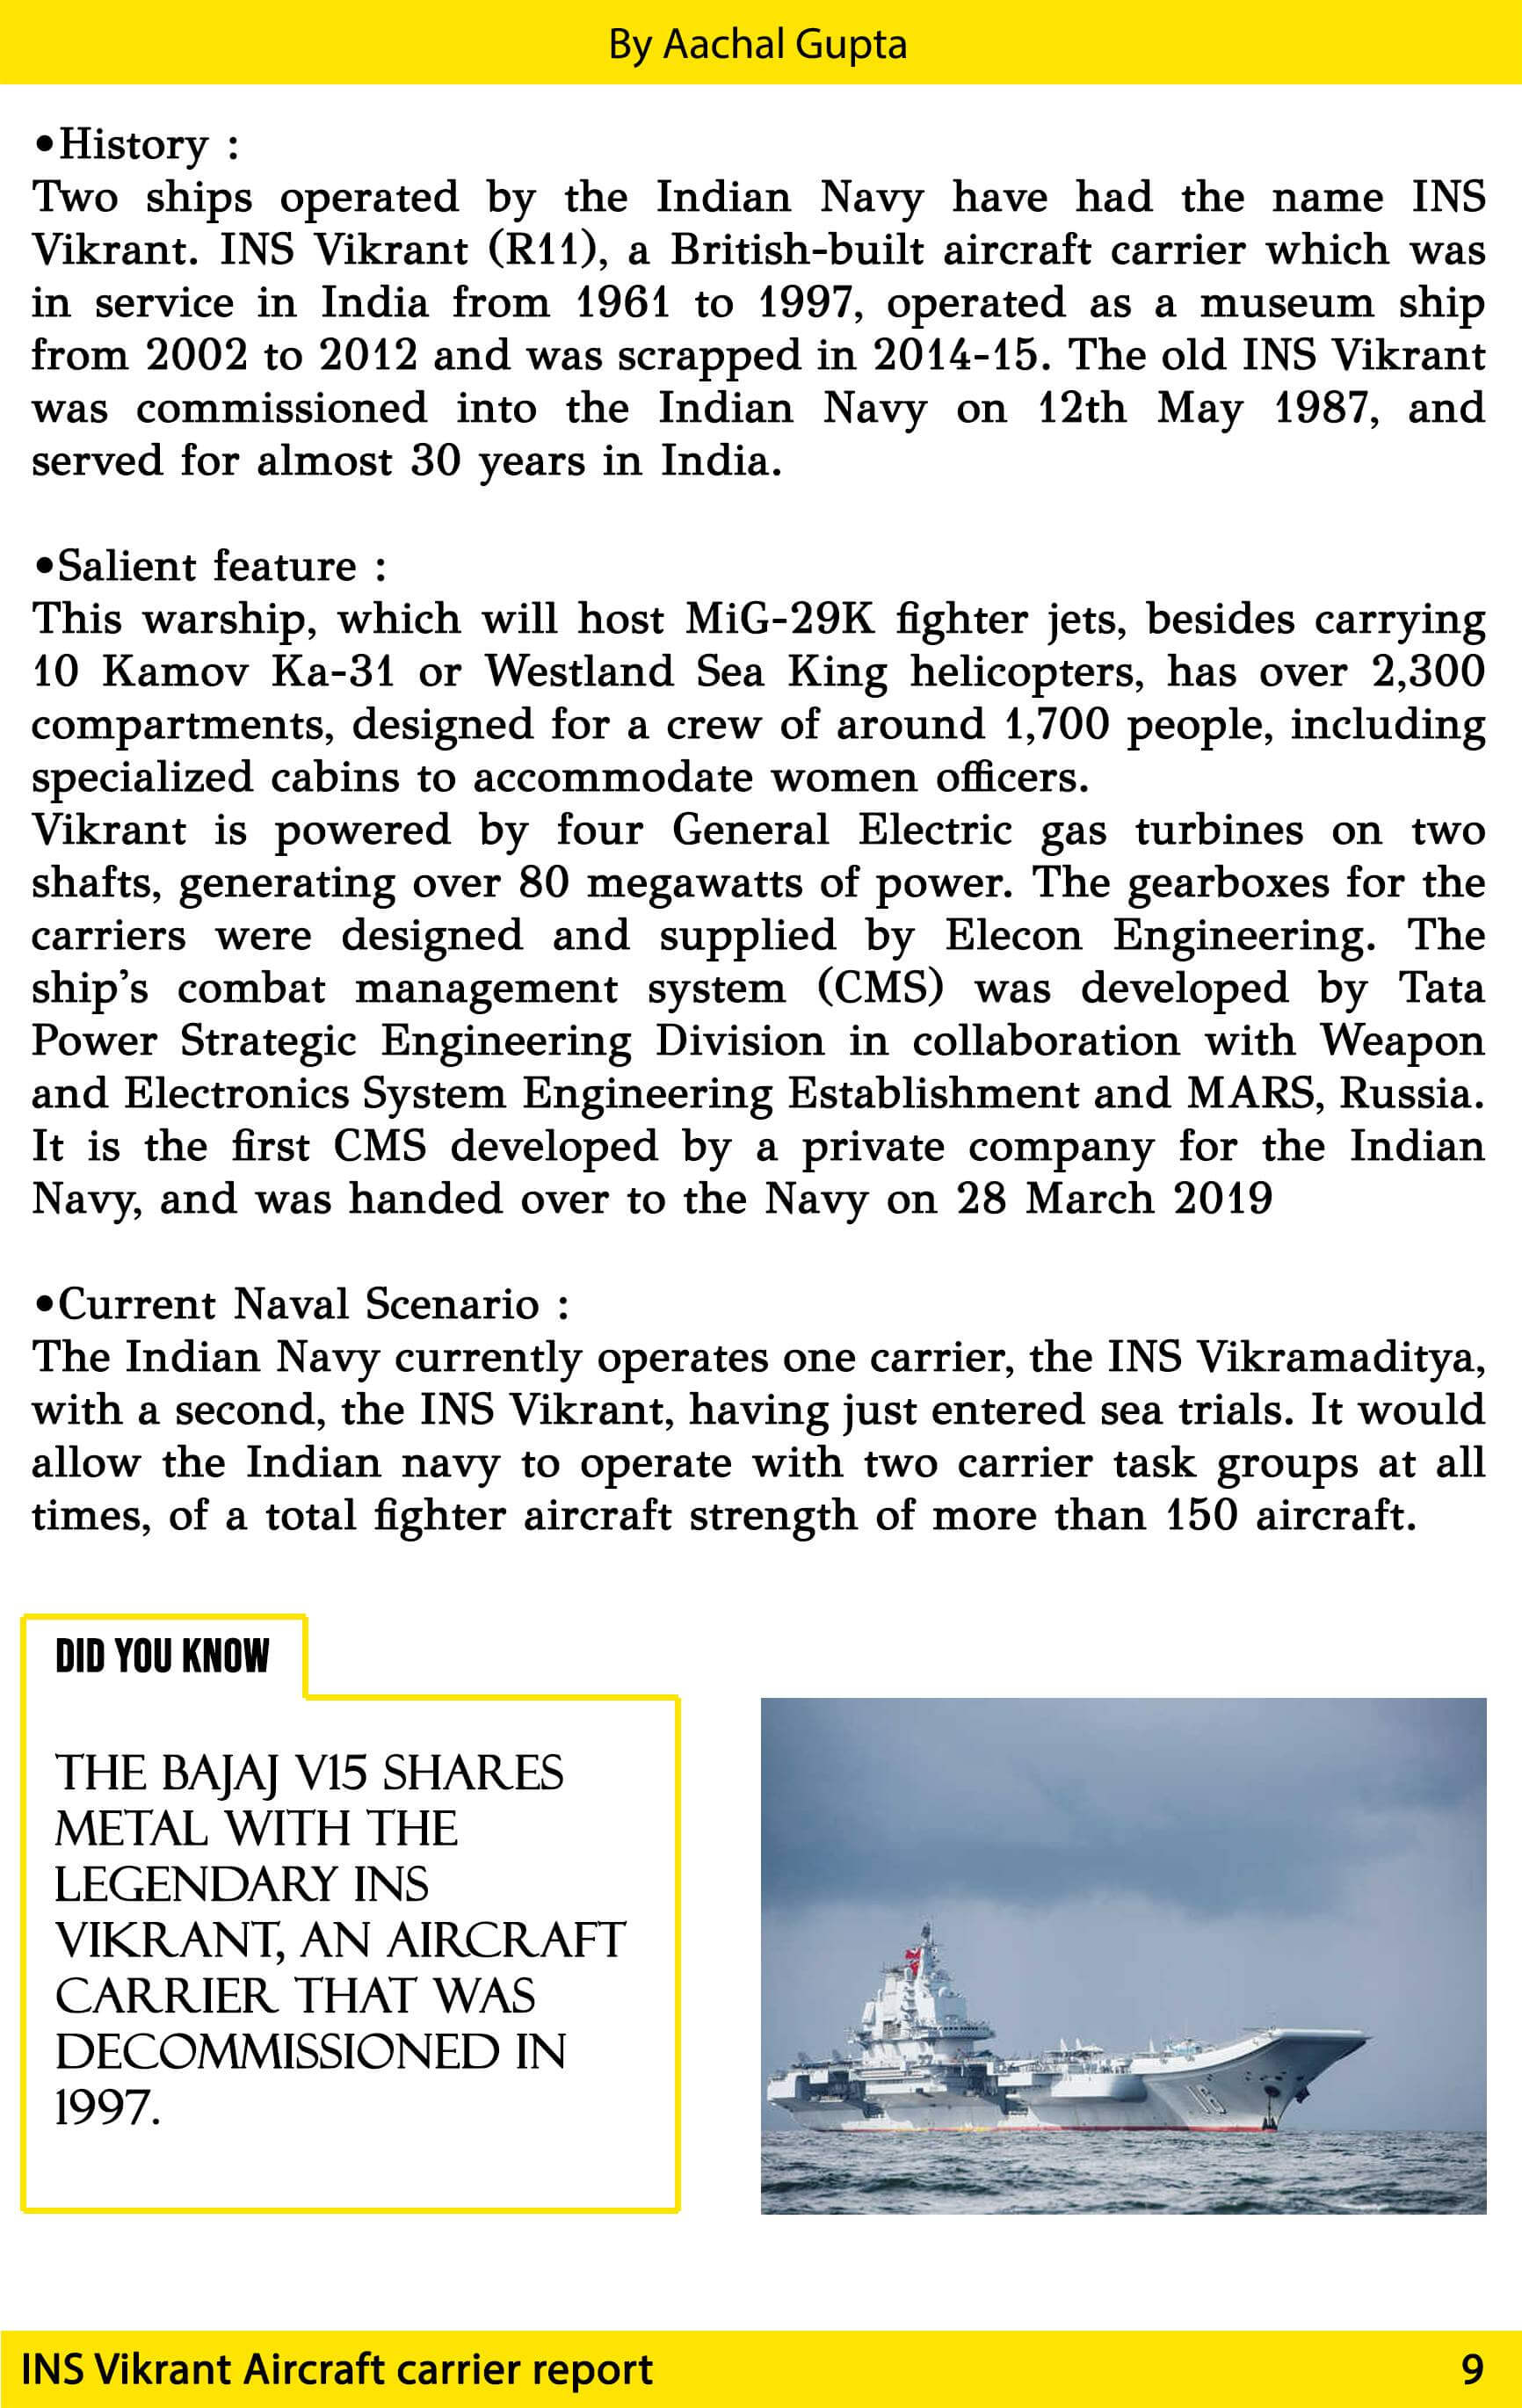 By Aachal Gupta
•History :
Two ships operated by the Indian Navy have had the name INS
Vikrant. INS Vikrant (R11), a British-built aircraft carrier which was
in service in India from 1961 to 1997, operated as a museum ship
from 2002 to 2012 and was scrapped in 2014-15. The old INS Vikrant
was commissioned into the Indian Navy on 12th May 1987, and
served for almost 30 years in India.
•Salient feature :
This warship, which will host MiG-29K fighter jets, besides carrying
10 Kamov Ka-31 or Westland Sea King helicopters, has over 2,300
compartments, designed for a crew of around 1,700 people, including
specialized cabins to accommodate women officers.
Vikrant is powered by four General Electric gas turbines on two
shafts, generating over 80 megawatts of power. The gearboxes for the
carriers were designed and supplied by Elecon Engineering. The
ship's combat management system (CMS) was developed by Tata
Power Strategic Engineering Division in collaboration with Weapon
and Electronics System Engineering Establishment and MARS, Russia.
It is the first CMS developed by a private company for the Indian
Navy, and was handed over to the Navy on 28 March 2019
•Current Naval Scenario :
The Indian Navy currently operates one carrier, the INS Vikramaditya,
with a second, the INS Vikrant, having just entered sea trials. It would
allow the Indian navy to operate with two carrier task groups at all
times, of a total fighter aircraft strength of more than 150 aircraft.
DID YOU KNOW
THE BAJAJ V15 SHARES
METAL WITH THE
LEGENDARY INS
VIKRANT, AN AIRCRAFT
CARRIER THAT WAS
DECOMMISSIONED IN
1997.
16
INS Vikrant Aircraft carrier report 9